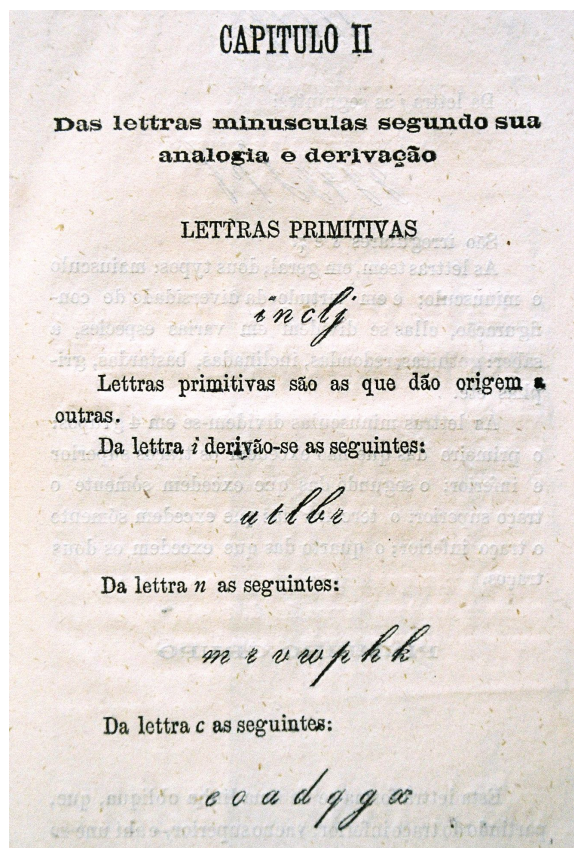 CAPITULO II
Das lettras minusculas segundo sua
analogia e derivação
LETTRAS PRIMITIVAS
i n c l j
Lettras primitivas são as que dão origem a
outras.
Da lettra i derivão-se as seguintes:
u t l b r
Da lettra n as seguintes:
m r v w p h k
Da lettra c as seguintes:
e o a d q g x